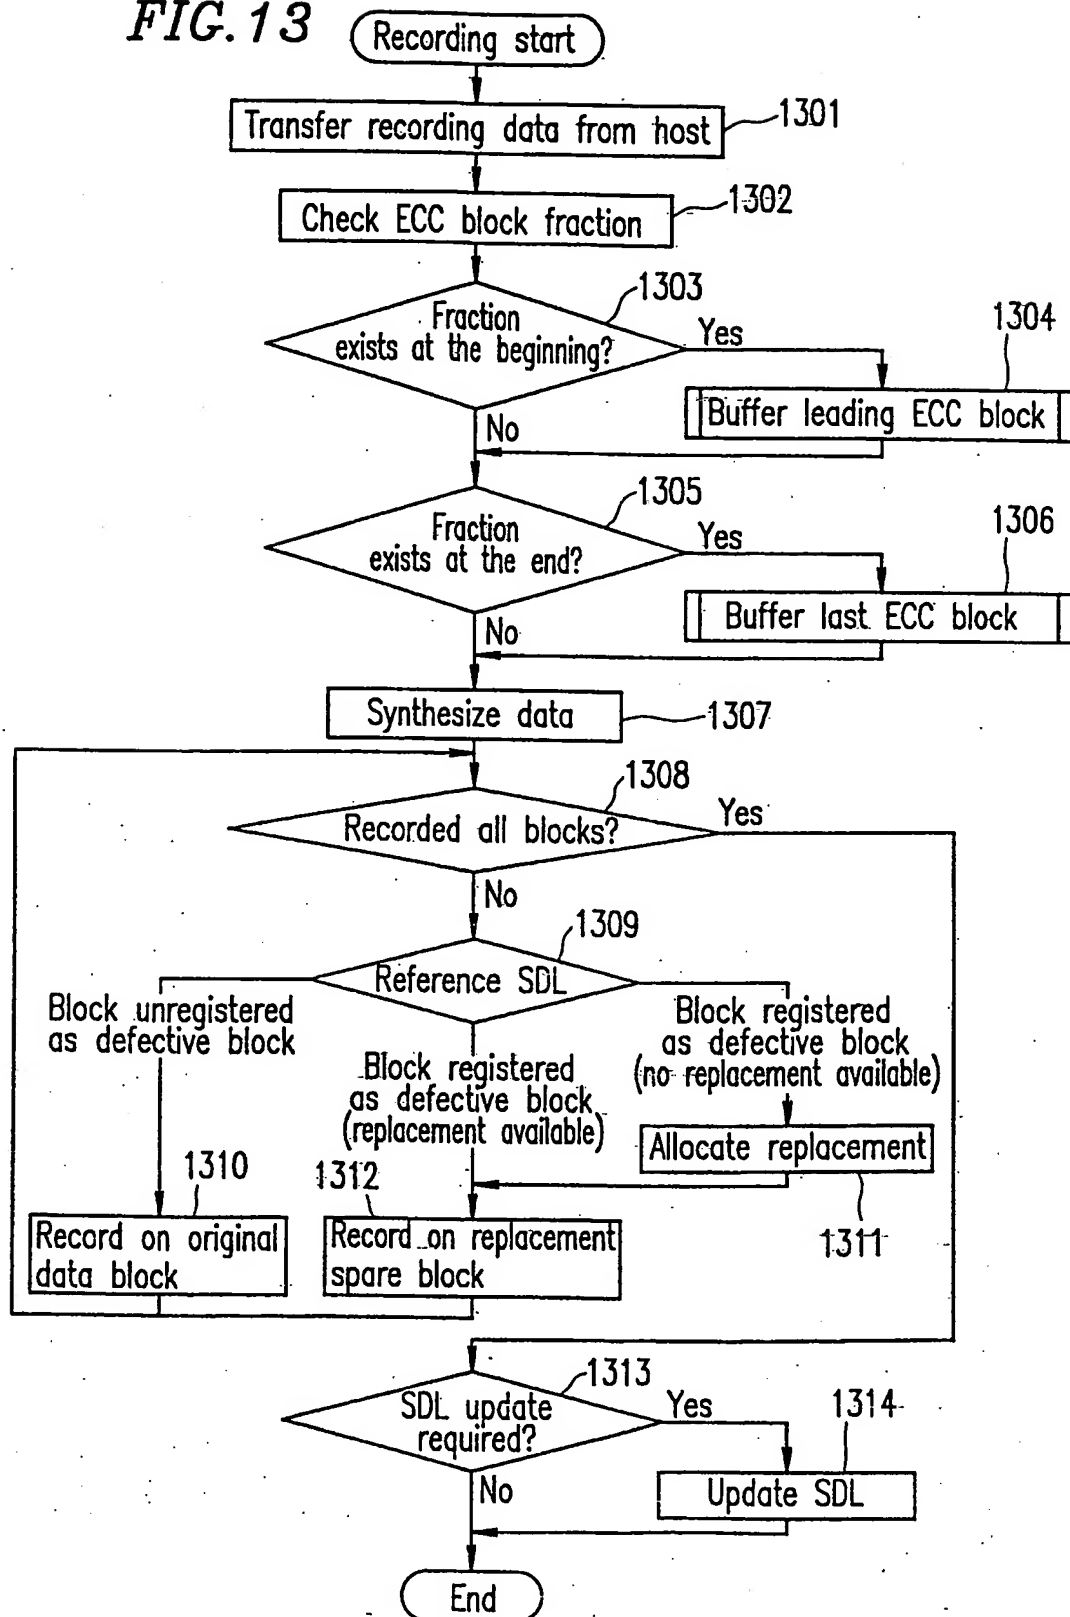 FIG. 13
Recording start
Transfer recording data from host
1301
Check ECC block fraction
1302
1303
Fraction
exists at the beginning?
Yes
1304
Buffer leading ECC block
No
1305
Fraction
exists at the end?
Yes
1306
Buffer last ECC block
No
Synthesize data
1307
1308
Recorded all blocks?
Yes
No
1309
Reference SDL
Block unregistered
as defective block
Block registered
as defective block
(replacement available)
Block registered
as defective block
(no replacement available)
Allocate replacement
1311
1310
Record on original
data block
1312
Record on replacement
spare block
1313
SDL update
required?
Yes
1314
Update SDL
No
End